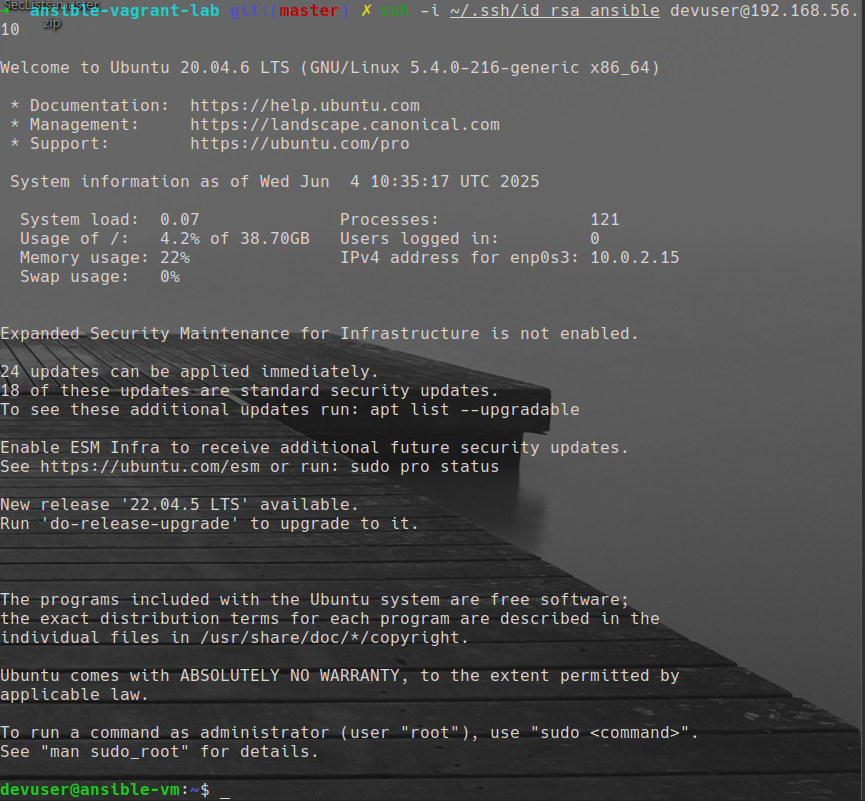 SecLists-master.
zip
➜ ansible-vagrant-lab git:(master) ✗ ssh -i ~/.ssh/id_rsa_ansible devuser@192.168.56.
10
Welcome to Ubuntu 20.04.6 LTS (GNU/Linux 5.4.0-216-generic x86_64)
* Documentation: https://help.ubuntu.com
* Management: https://landscape.canonical.com
* Support: https://ubuntu.com/pro
System information as of Wed Jun 4 10:35:17 UTC 2025
System load: 0.07 Processes: 121
Usage of /: 4.2% of 38.70GB Users logged in: 0
Memory usage: 22% IPv4 address for enp0s3: 10.0.2.15
Swap usage: 0%
Expanded Security Maintenance for Infrastructure is not enabled.
24 updates can be applied immediately.
18 of these updates are standard security updates.
To see these additional updates run: apt list --upgradable
Enable ESM Infra to receive additional future security updates.
See https://ubuntu.com/esm or run: sudo pro status
New release '22.04.5 LTS' available.
Run 'do-release-upgrade' to upgrade to it.
The programs included with the Ubuntu system are free software;
the exact distribution terms for each program are described in the
individual files in /usr/share/doc/*/copyright.
Ubuntu comes with ABSOLUTELY NO WARRANTY, to the extent permitted by
applicable law.
To run a command as administrator (user "root"), use "sudo <command>".
See "man sudo_root" for details.
devuser@ansible-vm:~$ _